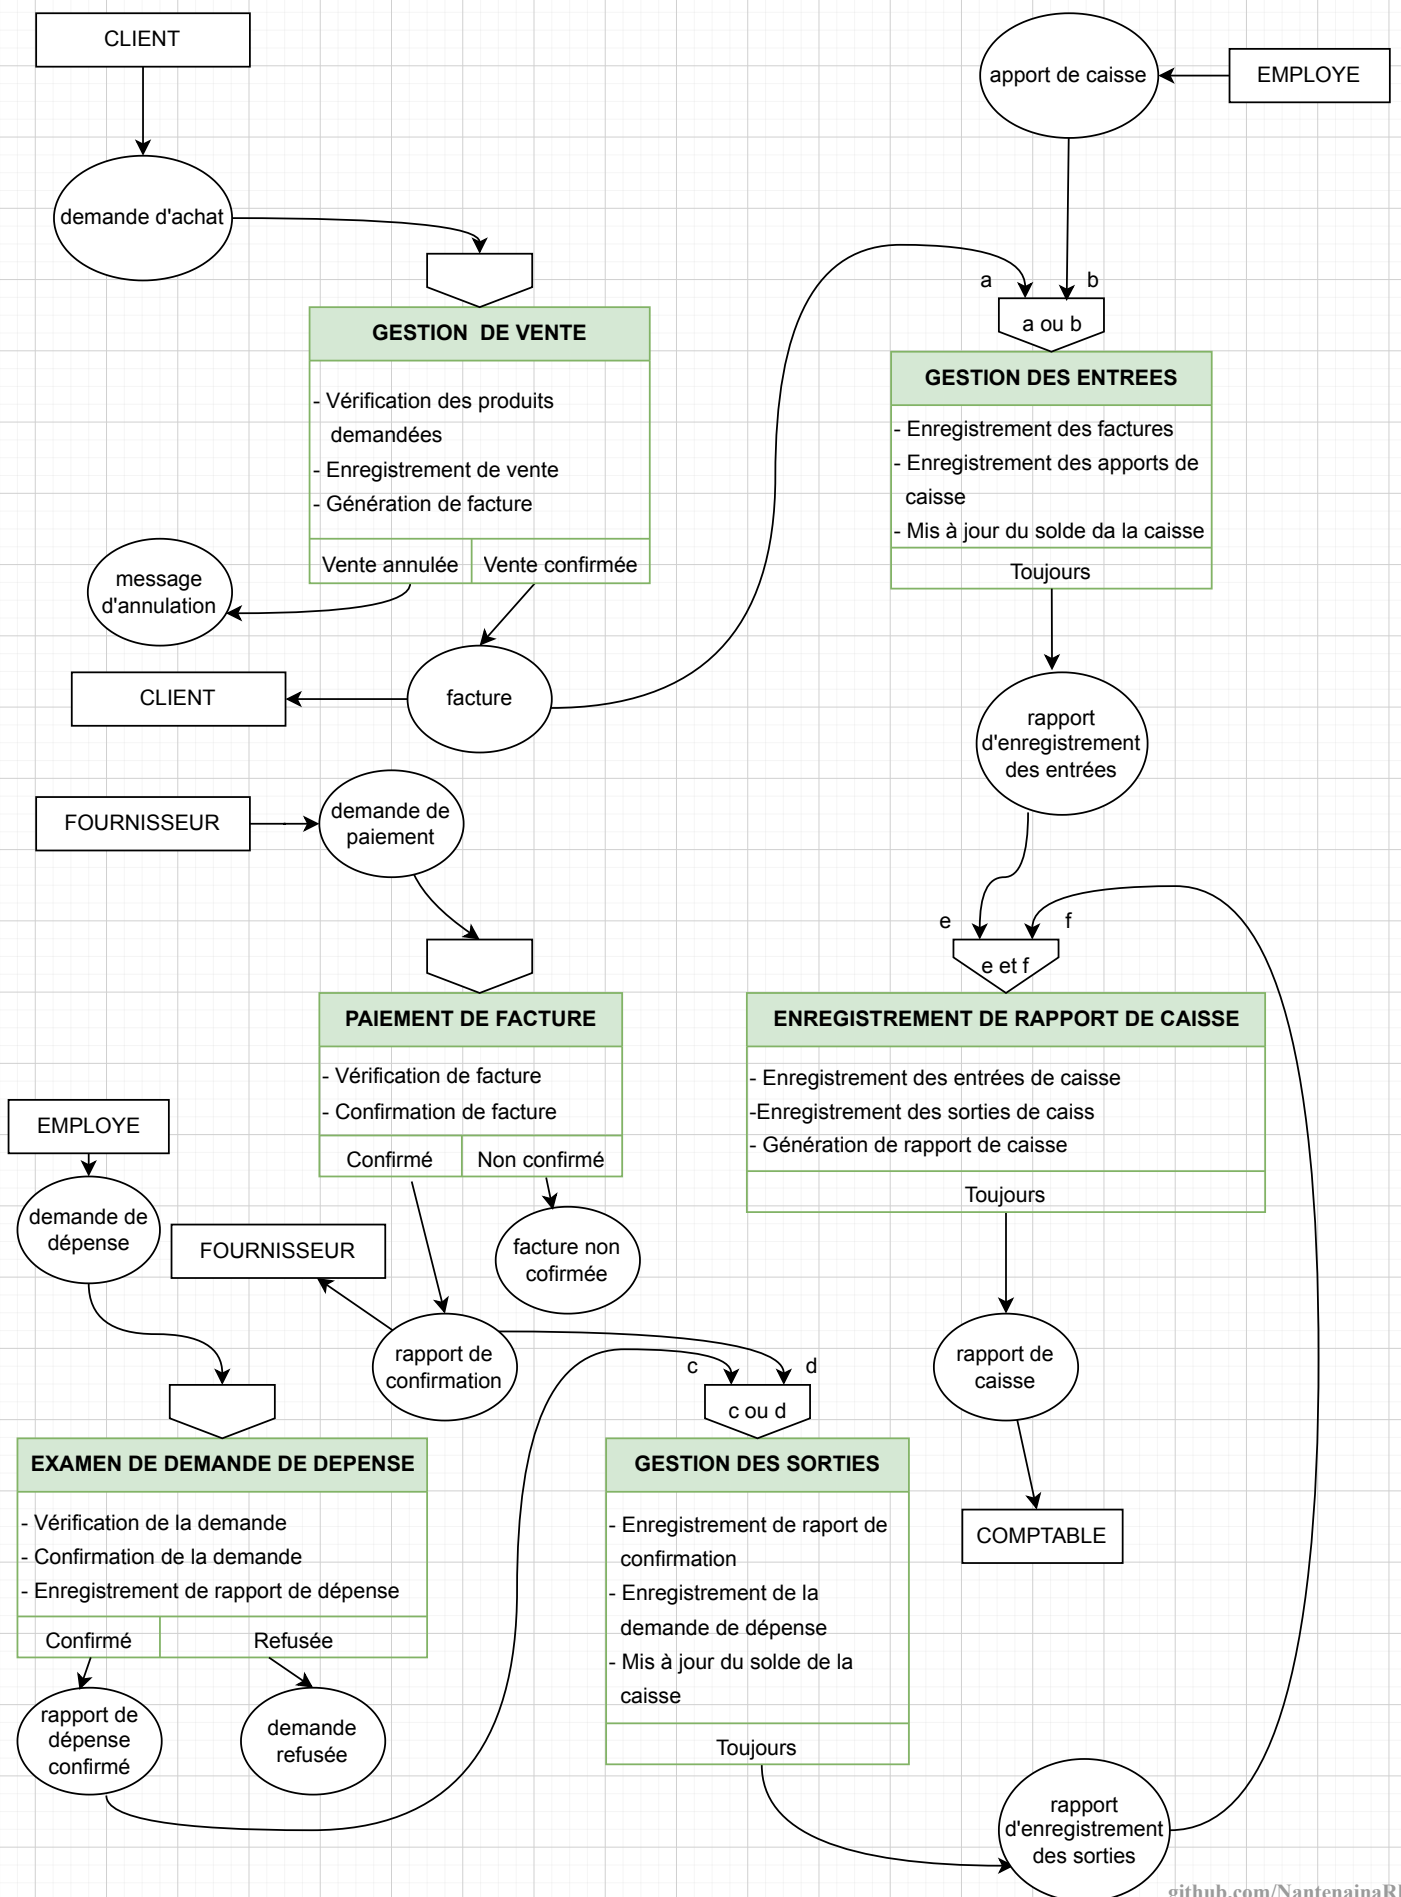 CLIENT
apport de caisse
EMPLOYE
demande d'achat
a
b
a ou b
GESTION DE VENTE
- Vérification des produits
demandées
- Enregistrement de vente
- Génération de facture
Vente annulée
Vente confirmée
GESTION DES ENTREES
- Enregistrement des factures
- Enregistrement des apports de
caisse
- Mis à jour du solde da la caisse
Toujours
message
d'annulation
CLIENT
facture
rapport
d'enregistrement
des entrées
FOURNISSEUR
demande de
paiement
e
f
e et f
PAIEMENT DE FACTURE
- Vérification de facture
- Confirmation de facture
Confirmé
Non confirmé
ENREGISTREMENT DE RAPPORT DE CAISSE
- Enregistrement des entrées de caisse
-Enregistrement des sorties de caiss
- Génération de rapport de caisse
Toujours
EMPLOYE
demande de
dépense
FOURNISSEUR
facture non
cofirmée
rapport de
confirmation
c
d
c ou d
rapport de
caisse
EXAMEN DE DEMANDE DE DEPENSE
- Vérification de la demande
- Confirmation de la demande
- Enregistrement de rapport de dépense
Confirmé
Refusée
GESTION DES SORTIES
- Enregistrement de raport de
confirmation
- Enregistrement de la
demande de dépense
- Mis à jour du solde de la
caisse
Toujours
COMPTABLE
rapport de
dépense
confirmé
demande
refusée
rapport
d'enregistrement
des sorties
github.com/NantenainaR